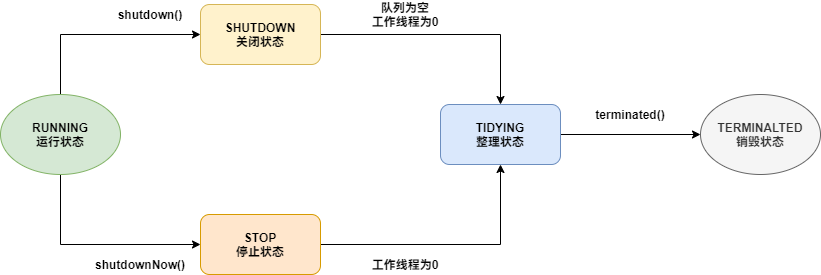 shutdown()
SHUTDOWN
关闭状态
队列为空
工作线程为0
RUNNING
运行状态
TIDYING
整理状态
terminated()
TERMINALTED
销毁状态
shutdownNow()
STOP
停止状态
工作线程为0